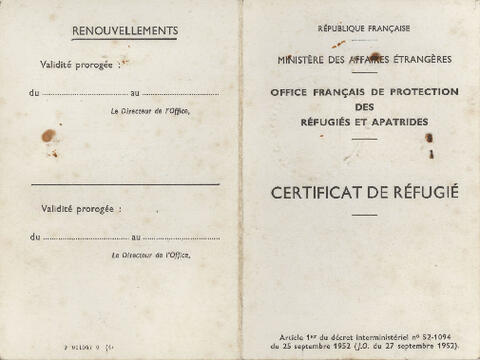 RENOUVELLEMENTS
Validité prorogée :
du ........................ au ........................
Le Directeur de l'Office,
Validité prorogée :
du ........................ au ........................
Le Directeur de l'Office,
RÉPUBLIQUE FRANÇAISE
MINISTÈRE DES AFFAIRES ÉTRANGÈRES
OFFICE FRANÇAIS DE PROTECTION
DES
RÉFUGIÉS ET APATRIDES
CERTIFICAT DE RÉFUGIÉ
Article 1er du décret interministériel nº 52-1094
du 25 septembre 1952 (J.O. du 27 septembre 1952).